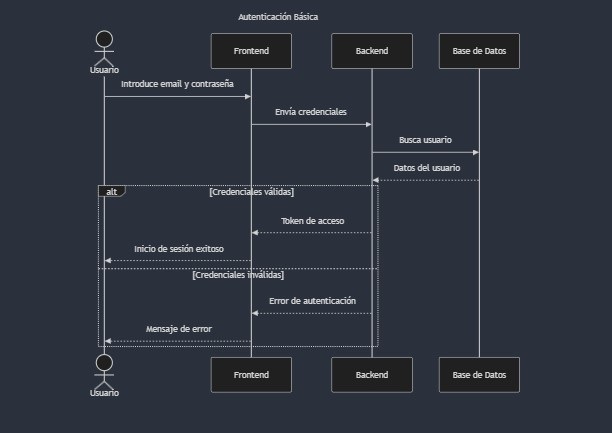 Autenticación Básica
Usuario
Frontend
Backend
Base de Datos
Introduce email y contraseña
Envía credenciales
Busca usuario
Datos del usuario
alt
[Credenciales válidas]
Token de acceso
Inicio de sesión exitoso
[Credenciales inválidas]
Error de autenticación
Mensaje de error
Usuario
Frontend
Backend
Base de Datos